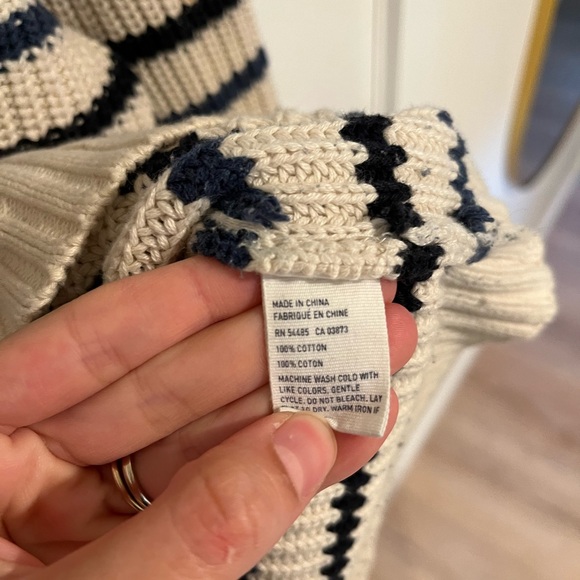 MADE IN CHINA
FABRIQUÉ EN CHINE
RN 54485 CA 03873
100% COTTON
100% COTON
MACHINE WASH COLD WITH
LIKE COLORS, GENTLE
CYCLE. DO NOT BLEACH. LAY
TO DRY. WARM IRON IF